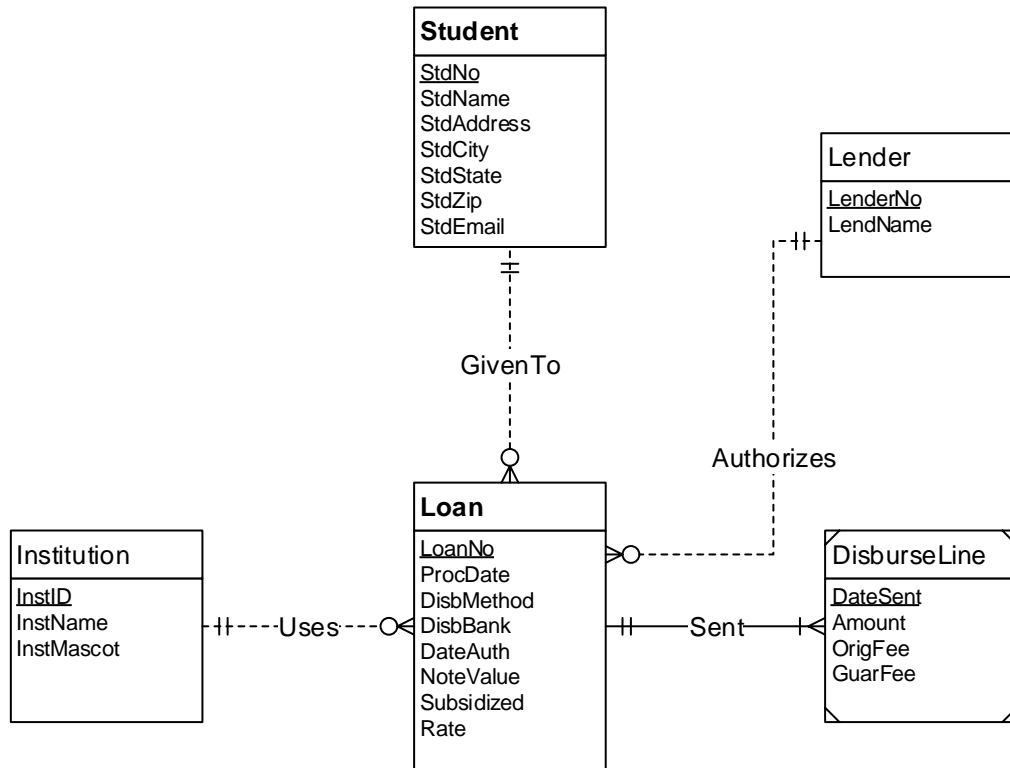 Student
StdNo
StdName
StdAddress
StdCity
StdState
StdZip
StdEmail
Lender
LenderNo
LendName
GivenTo
Authorizes
Loan
LoanNo
ProcDate
DisbMethod
DisbBank
DateAuth
NoteValue
Subsidized
Rate
Institution
InstID
InstName
InstMascot
Uses
Sent
DisburseLine
DateSent
Amount
OrigFee
GuarFee